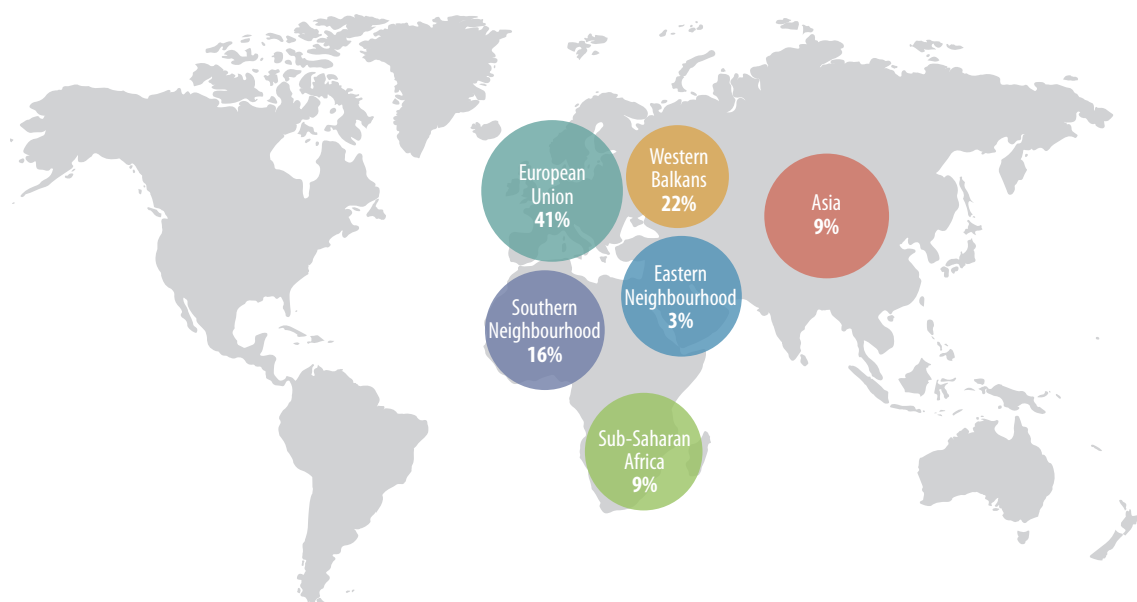 European
Union
41%
Western
Balkans
22%
Asia
9%
Eastern
Neighbourhood
3%
Southern
Neighbourhood
16%
Sub-Saharan
Africa
9%